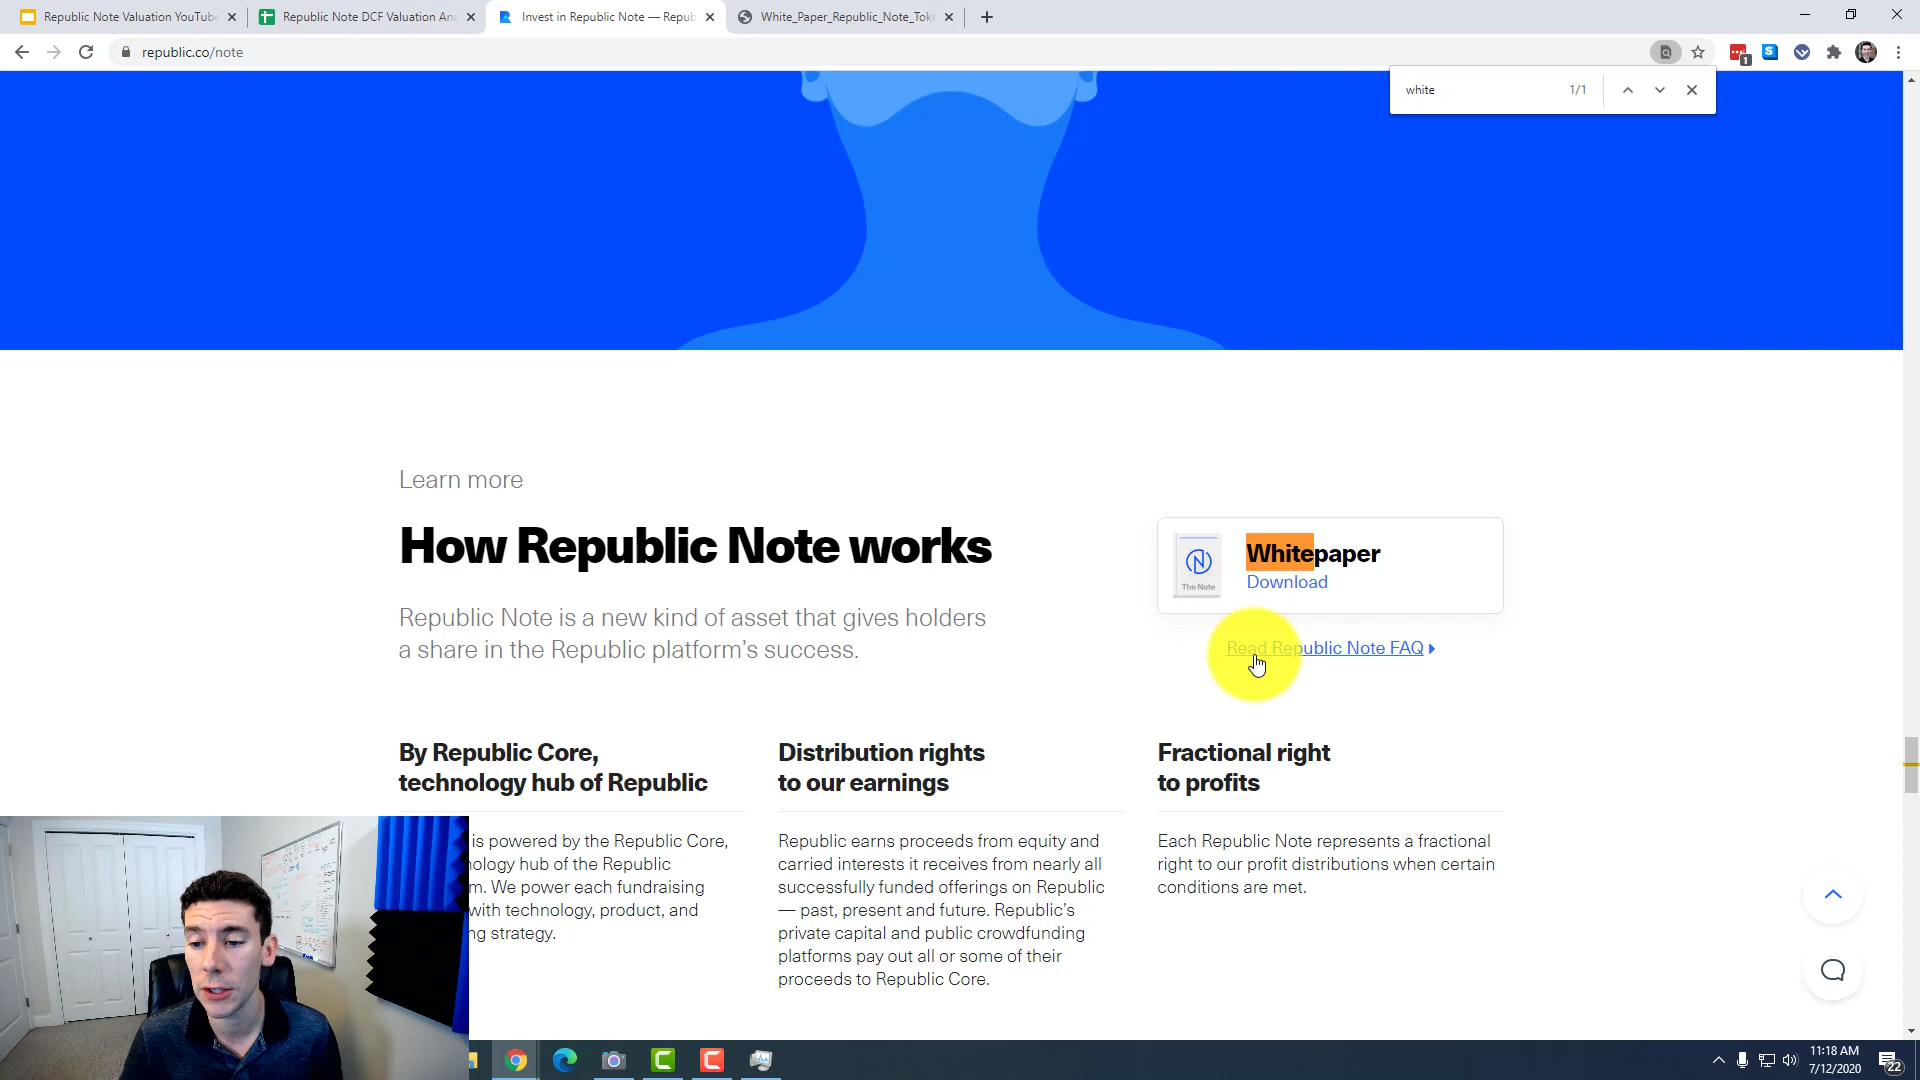 Republic Note Valuation YouTub
Republic Note DCF Valuation Ana
Invest in Republic Note — Repub
White_Paper_Republic_Note_Tok
republic.co/note
1
S
white
1/1
Learn more
How Republic Note works
Republic Note is a new kind of asset that gives holders
a share in the Republic platform's success.
The Note
Whitepaper
Download
Read Republic Note FAQ
By Republic Core,
technology hub of Republic
is powered by the Republic Core,
nology hub of the Republic
m. We power each fundraising
with technology, product, and
ng strategy.
Distribution rights
to our earnings
Republic earns proceeds from equity and
carried interests it receives from nearly all
successfully funded offerings on Republic
— past, present and future. Republic's
private capital and public crowdfunding
platforms pay out all or some of their
proceeds to Republic Core.
Fractional right
to profits
Each Republic Note represents a fractional
right to our profit distributions when certain
conditions are met.
11:18 AM
7/12/2020
22